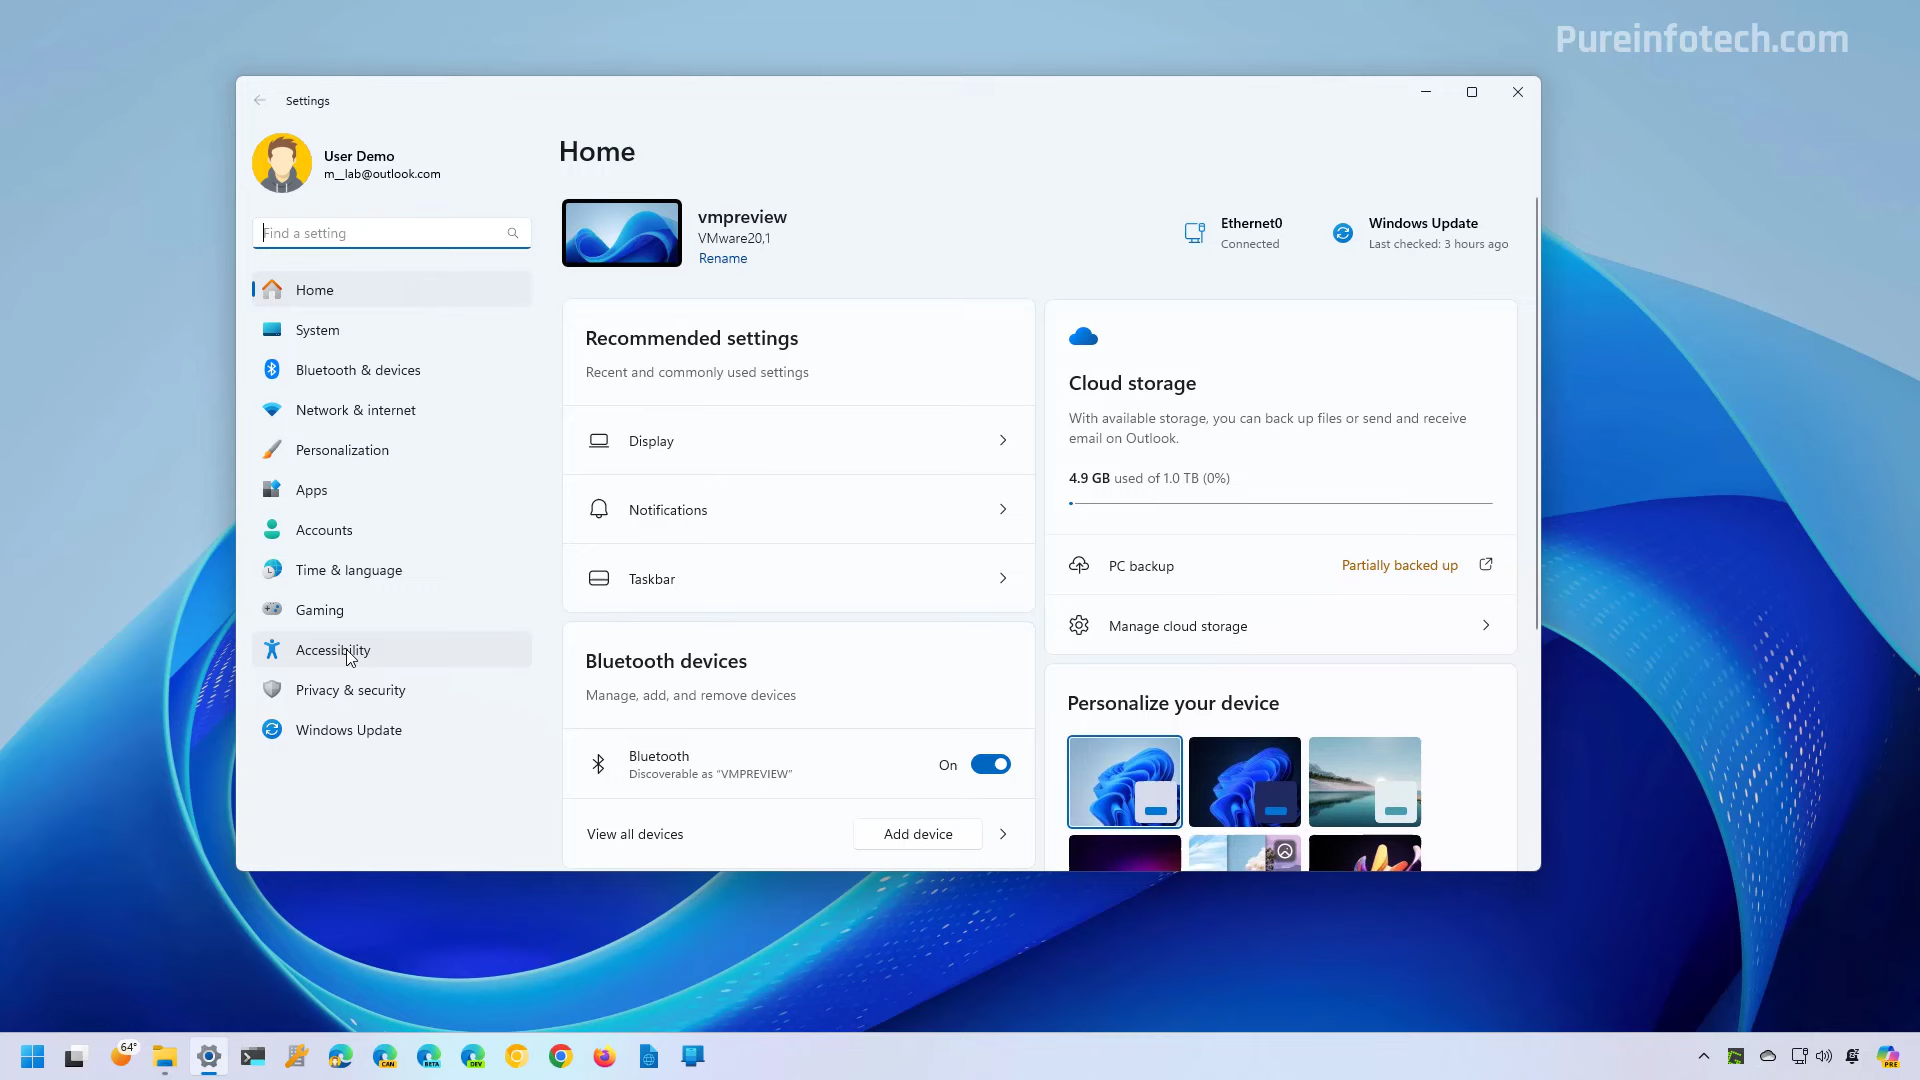 Pureinfotech.com
Settings
User Demo
m__lab@outlook.com
Find a setting
Home
System
Bluetooth & devices
Network & internet
Personalization
Apps
Accounts
Time & language
Gaming
Accessibility
Privacy & security
Windows Update
Home
vmpreview
VMware20,1
Rename
Ethernet0
Connected
Windows Update
Last checked: 3 hours ago
Recommended settings
Recent and commonly used settings
Display
Notifications
Taskbar
Bluetooth devices
Manage, add, and remove devices
Bluetooth
Discoverable as “VMPREVIEW”
On
View all devices
Add device
Cloud storage
With available storage, you can back up files or send and receive
email on Outlook.
4.9 GB used of 1.0 TB (0%)
PC backup
Partially backed up
Manage cloud storage
Personalize your device
64°
CAN
BETA
DEV
PRE